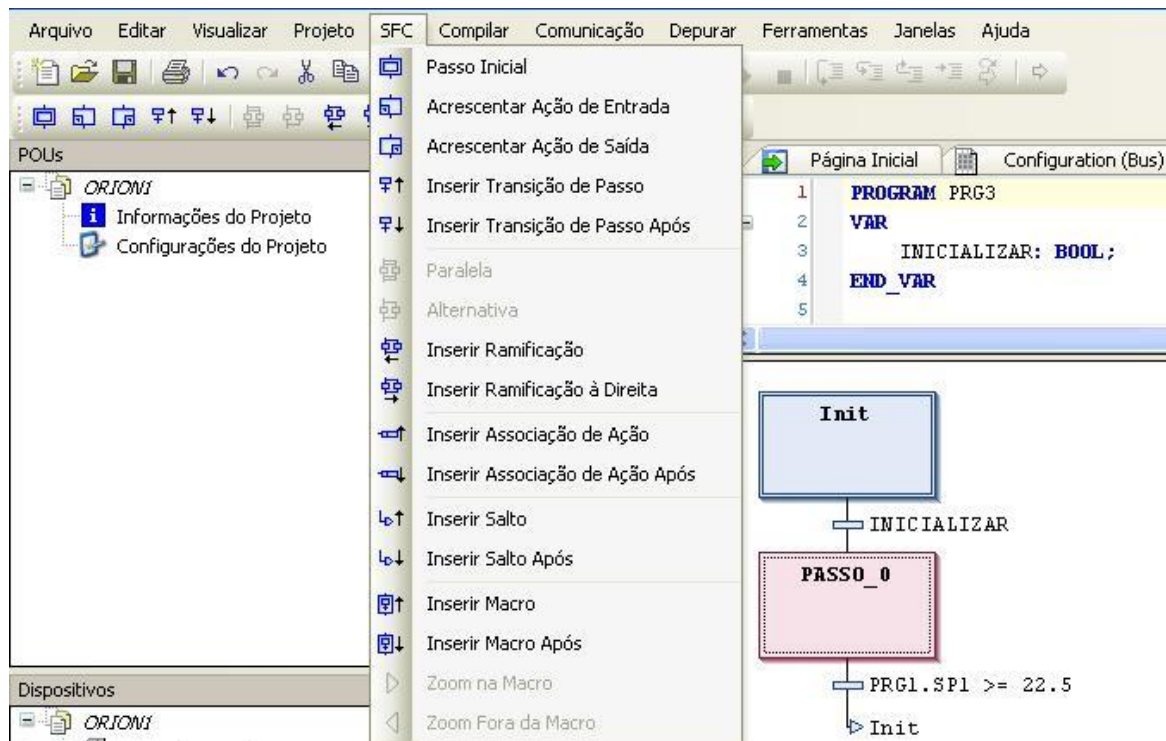 Arquivo Editar Visualizar Projeto SFC Compilar Comunicação Depurar Ferramentas Janelas Ajuda
POUs
ORION1
Informações do Projeto
Configurações do Projeto
Dispositivos
ORION1
Passo Inicial
Acrescentar Ação de Entrada
Acrescentar Ação de Saída
Inserir Transição de Passo
Inserir Transição de Passo Após
Paralela
Alternativa
Inserir Ramificação
Inserir Ramificação à Direita
Inserir Associação de Ação
Inserir Associação de Ação Após
Inserir Salto
Inserir Salto Após
Inserir Macro
Inserir Macro Após
Zoom na Macro
Zoom Fora da Macro
Página Inicial Configuration (Bus)
1 PROGRAM PRG3
2 VAR
3 INICIALIZAR: BOOL;
4 END_VAR
5
Init
INICIALIZAR
PASSO_0
PRG1.SP1 >= 22.5
Init